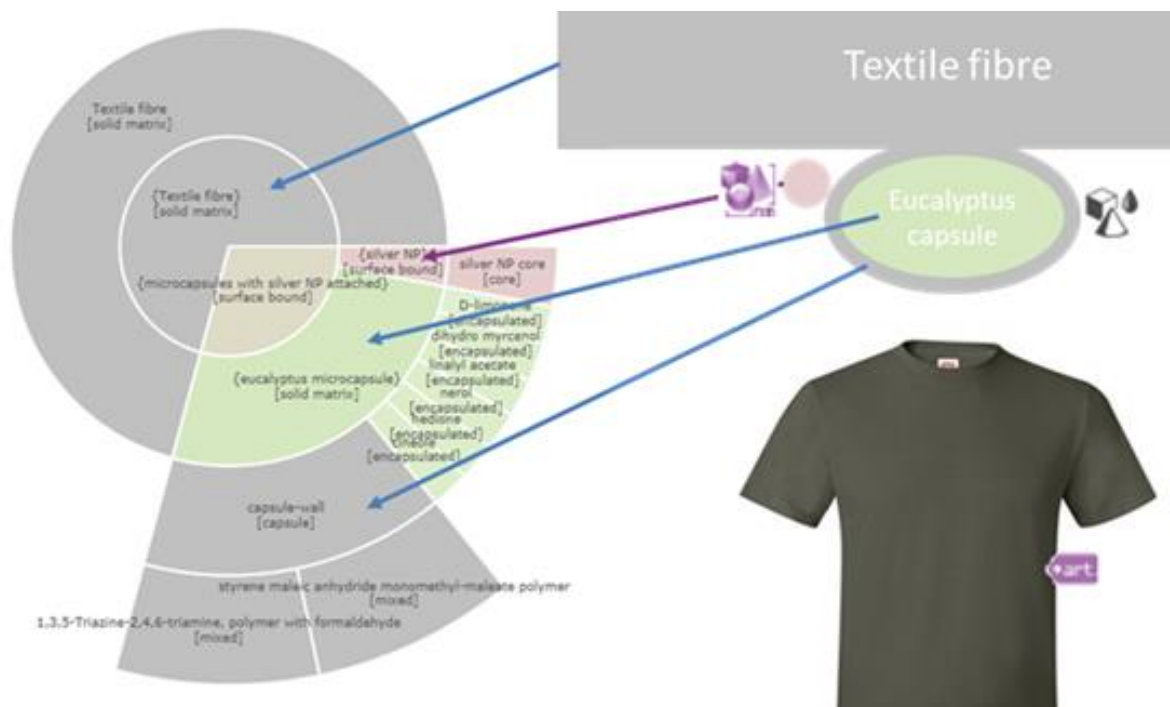 Textile fibre
Textile fibre
[solid matrix]
{Textile fibre}
[solid matrix]
Eucalyptus
capsule
{silver NP}
[surface bound]
silver NP core
[core]
{microcapsules with silver NP attached}
[surface bound]
D-limonene
[encapsulated]
dihydro myrcenol
[encapsulated]
linalyl acetate
[encapsulated]
nerol
[encapsulated]
hedione
[encapsulated]
cineole
[encapsulated]
{eucalyptus microcapsule}
[solid matrix]
capsule-wall
[capsule]
art
styrene maleic anhydride monomethyl-maleate polymer
[mixed]
1,3,5-Triazine-2,4,6-triamine, polymer with formaldehyde
[mixed]